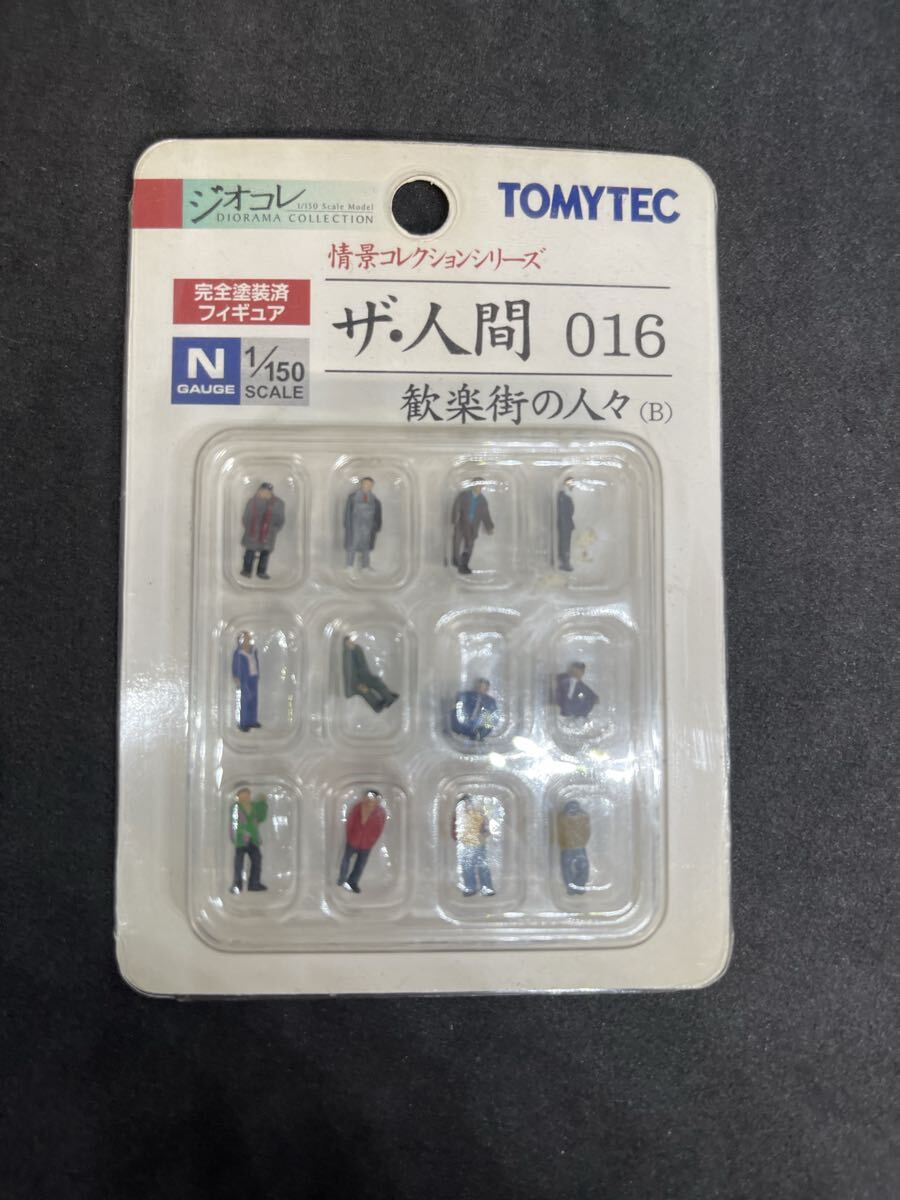 ジオコレ
1/150 Scale Model
DIORAMA COLLECTION
TOMYTEC
情景コレクションシリーズ
完全塗装済
フィギュア
ザ・人間 016
N
GAUGE
1/150
SCALE
歓楽街の人々(B)